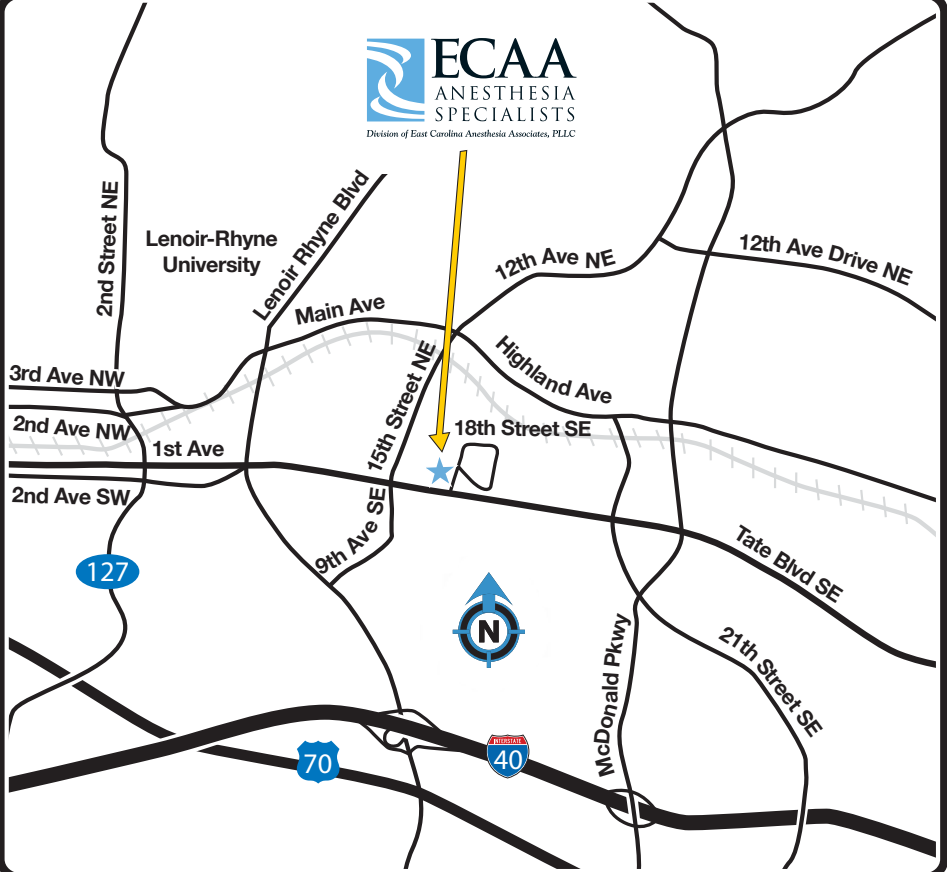 ECAA
ANESTHESIA
SPECIALISTS
Division of East Carolina Anesthesia Associates, PLLC
2nd Street NE
Lenoir-Rhyne
University
Lenoir Rhyne Blvd
12th Ave NE
12th Ave Drive NE
Main Ave
Highland Ave
3rd Ave NW
2nd Ave NW
1st Ave
15th Street NE
18th Street SE
2nd Ave SW
9th Ave SE
127
N
Tate Blvd SE
McDonald Pkwy
21th Street SE
70
INTERSTATE
40